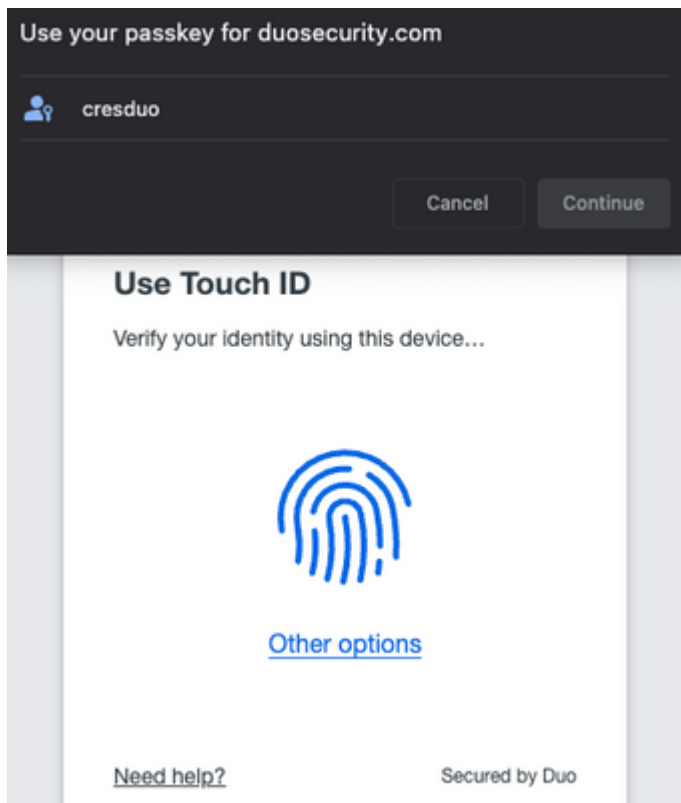 Use your passkey for duosecurity.com
cresduo
Cancel Continue
Use Touch ID
Verify your identity using this device...
Other options
Need help? Secured by Duo